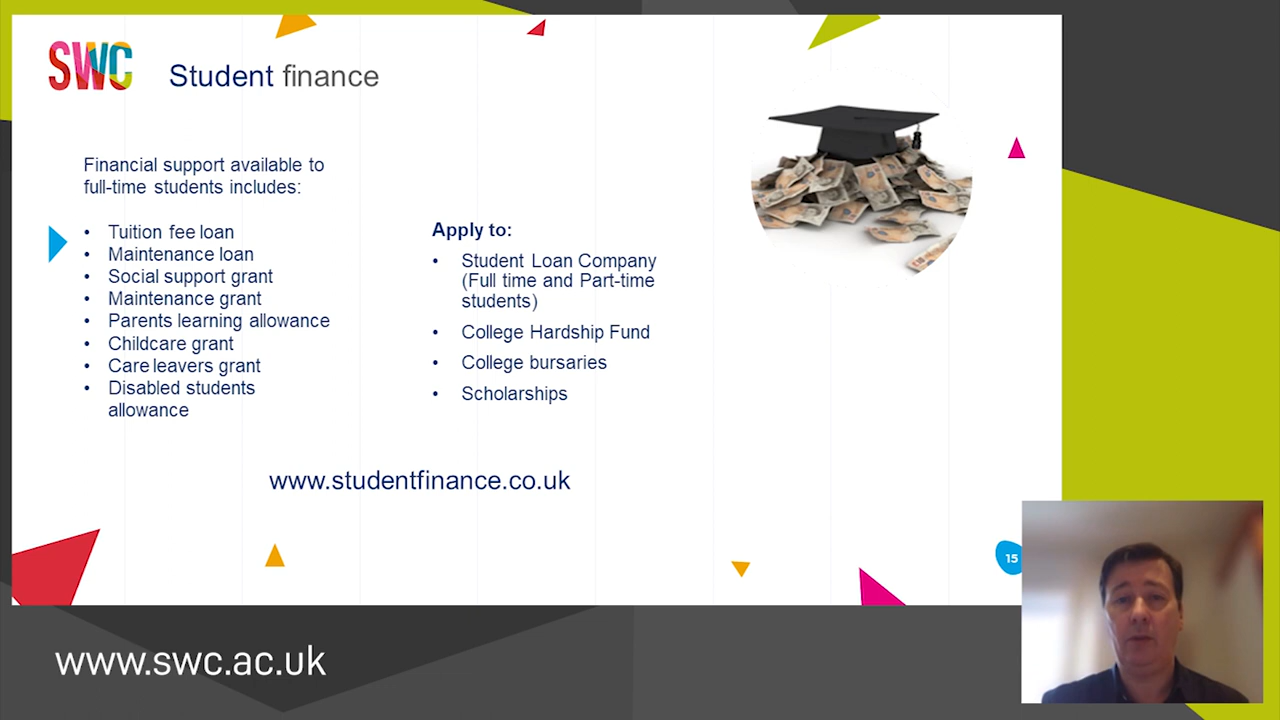 SWC
Student finance
Financial support available to
full-time students includes:
• Tuition fee loan
• Maintenance loan
• Social support grant
• Maintenance grant
• Parents learning allowance
• Childcare grant
• Care leavers grant
• Disabled students
allowance
Apply to:
• Student Loan Company
(Full time and Part-time
students)
• College Hardship Fund
• College bursaries
• Scholarships
www.studentfinance.co.uk
15
www.swc.ac.uk